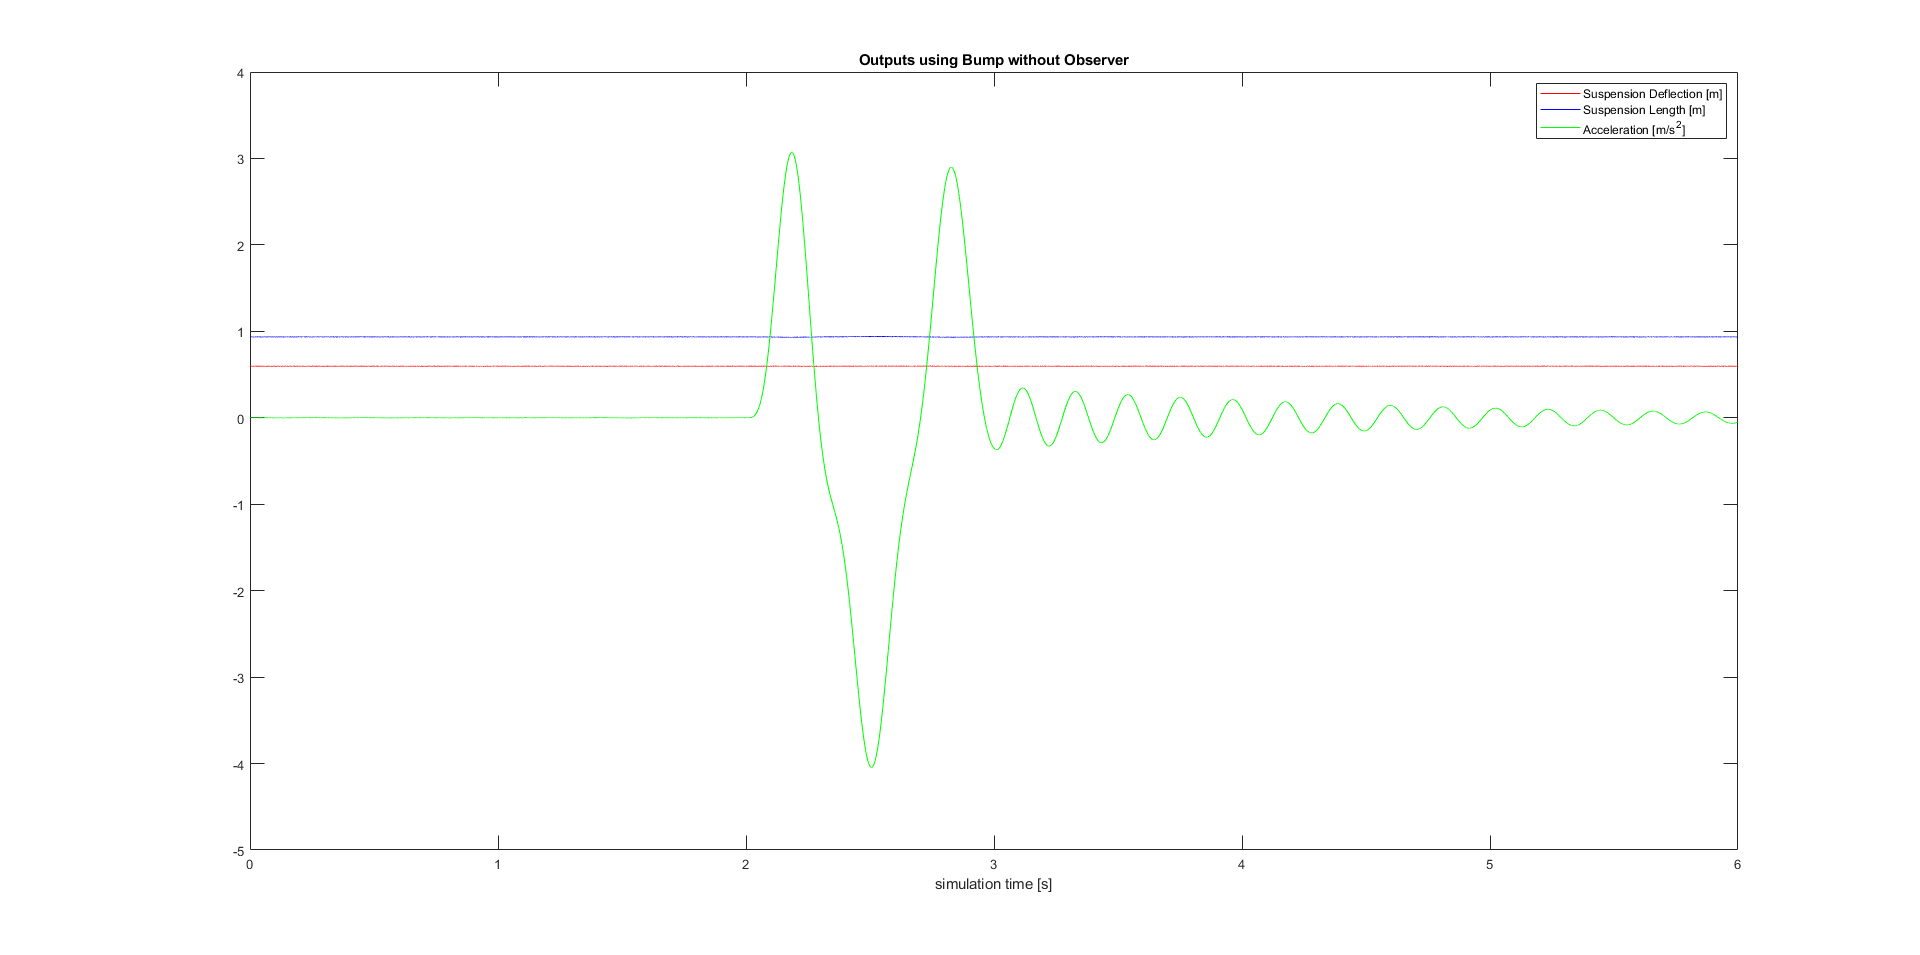 Outputs using Bump without Observer
4
3
2
1
0
-1
-2
-3
-4
-5
Suspension Deflection [m]
Suspension Length [m]
Acceleration [m/s²]
0 1 2 3 4 5 6
simulation time [s]